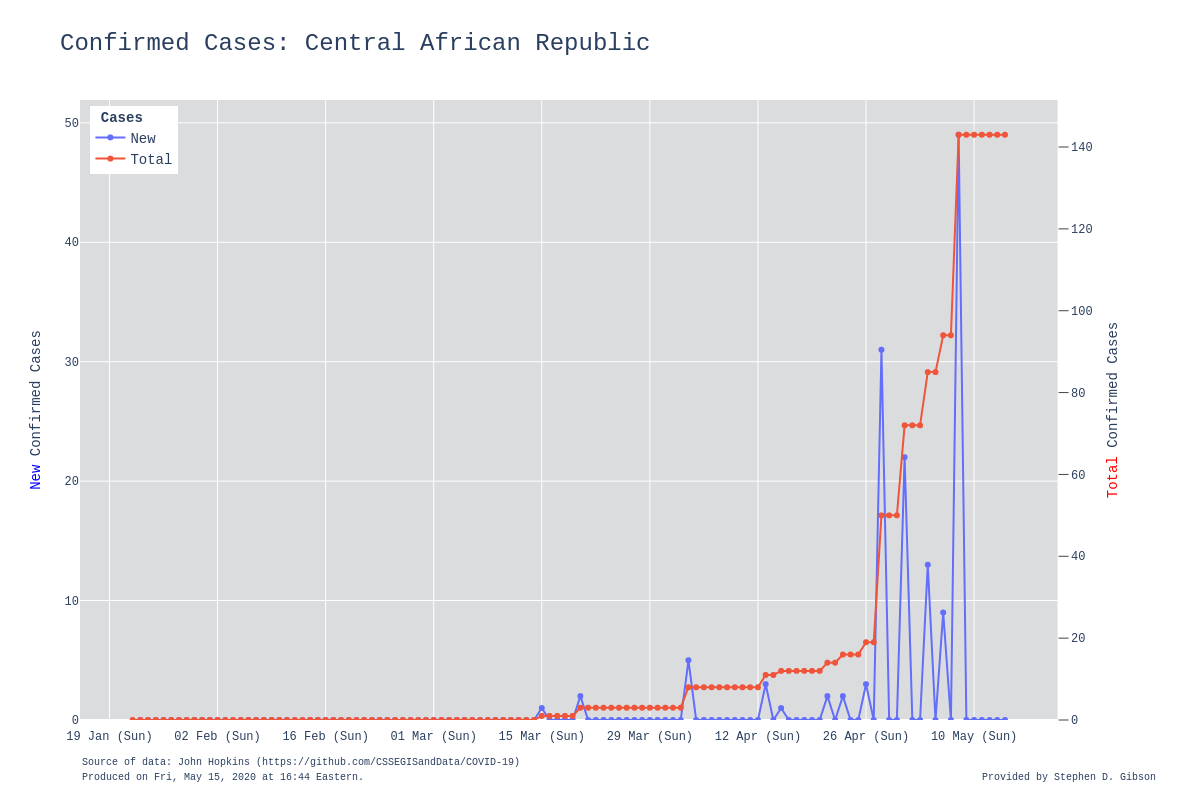 Confirmed Cases: Central African Republic
Cases
New
Total
50
40
30
20
10
0
New Confirmed Cases
140
120
100
80
60
40
20
0
Total Confirmed Cases
19 Jan (Sun) 02 Feb (Sun) 16 Feb (Sun) 01 Mar (Sun) 15 Mar (Sun) 29 Mar (Sun) 12 Apr (Sun) 26 Apr (Sun) 10 May (Sun)
Source of data: John Hopkins (https://github.com/CSSEGISandData/COVID-19)
Produced on Fri, May 15, 2020 at 16:44 Eastern.
Provided by Stephen D. Gibson